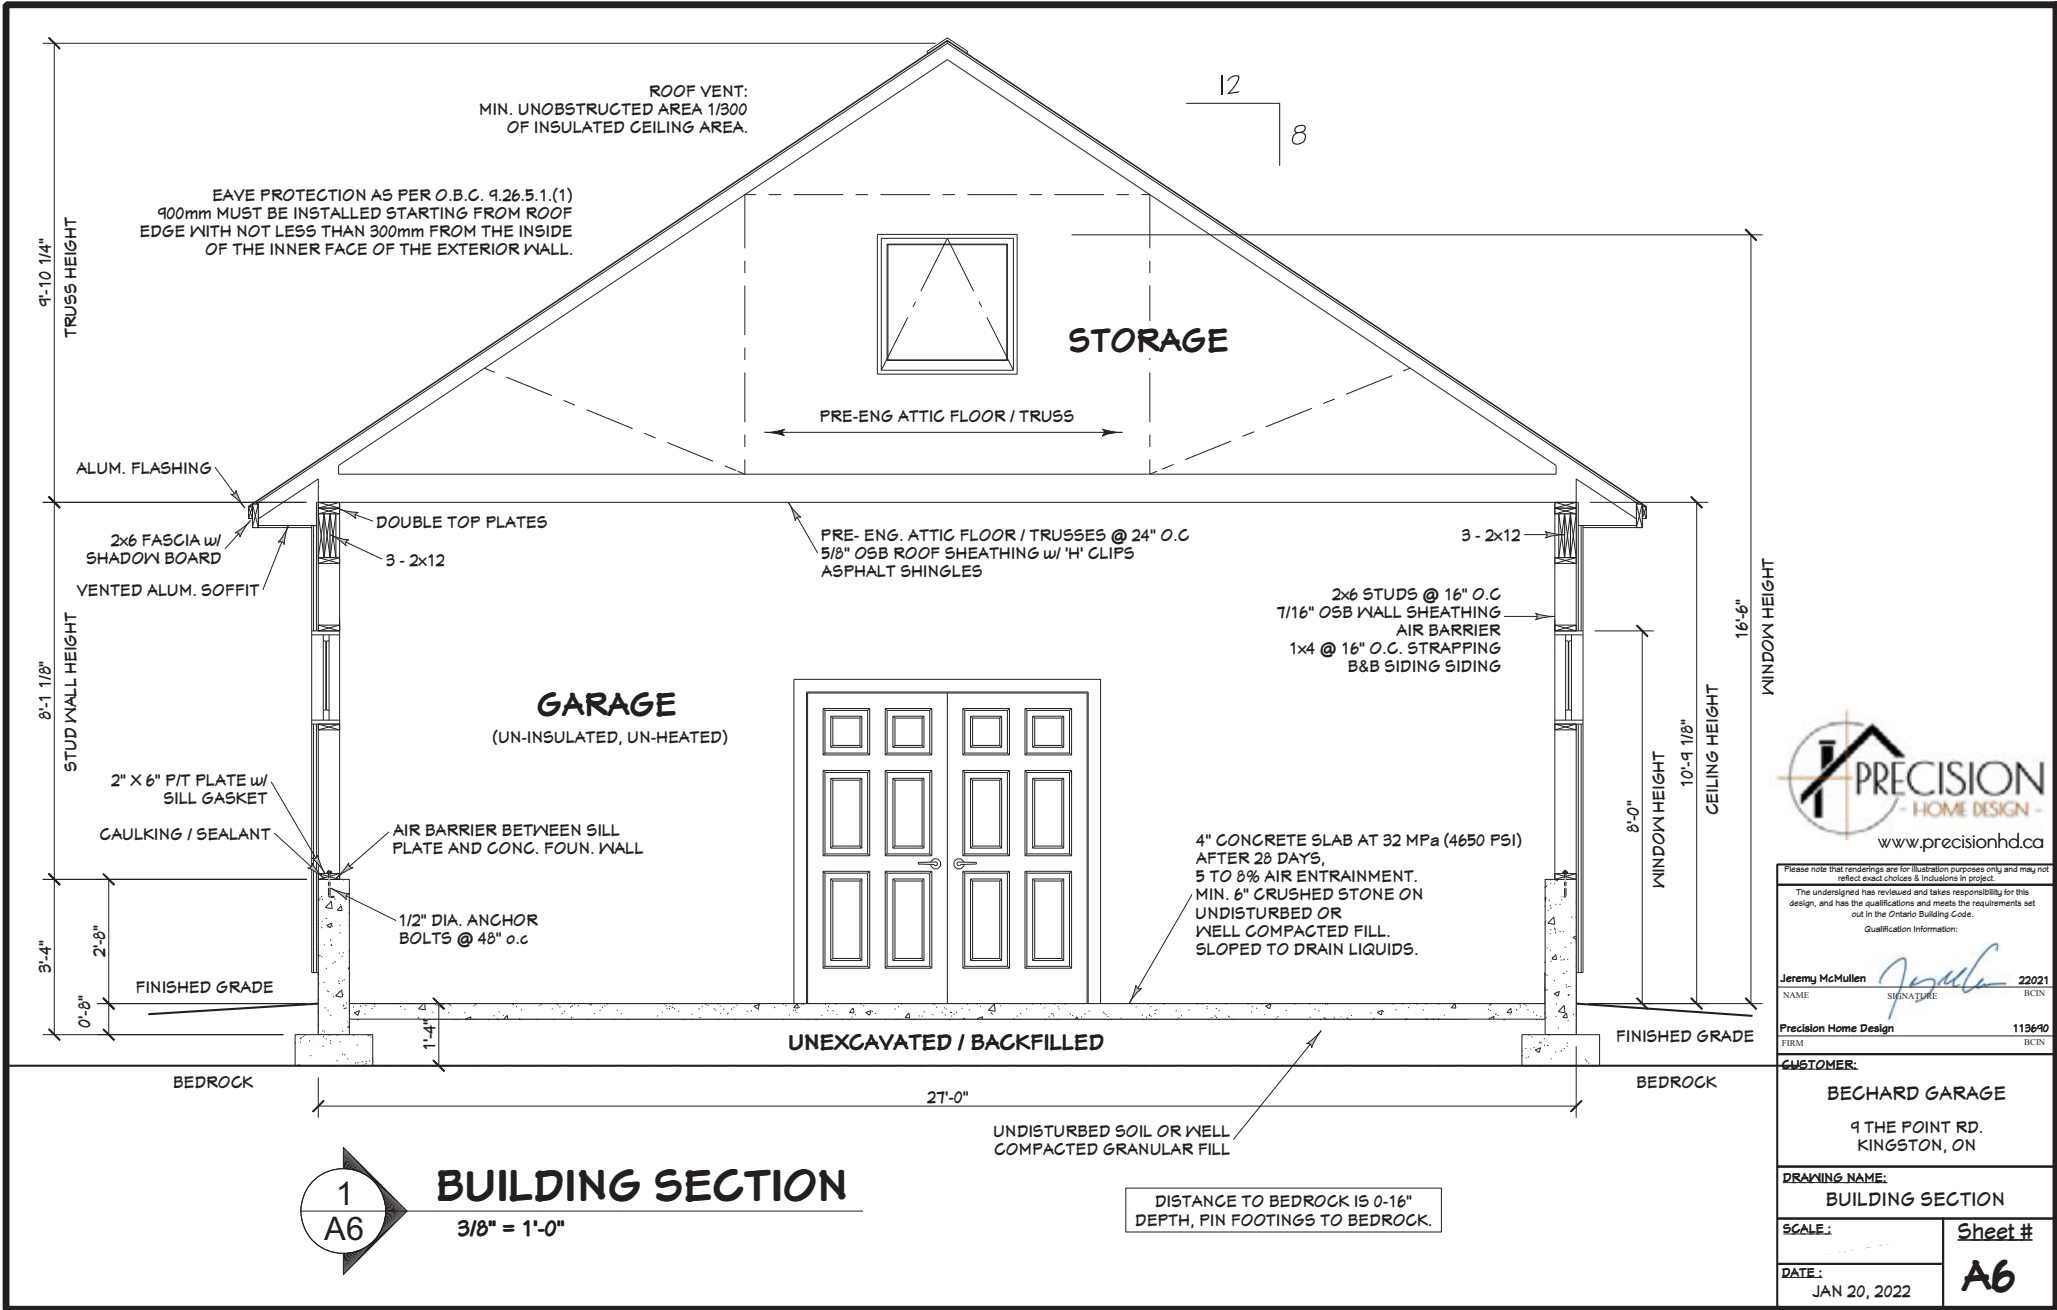 ROOF VENT:
MIN. UNOBSTRUCTED AREA 1/300
OF INSULATED CEILING AREA.
12
8
EAVE PROTECTION AS PER O.B.C. 9.26.5.1.(1)
900mm MUST BE INSTALLED STARTING FROM ROOF
EDGE WITH NOT LESS THAN 300mm FROM THE INSIDE
OF THE INNER FACE OF THE EXTERIOR WALL.
9'-10 1/4"
TRUSS HEIGHT
STORAGE
PRE-ENG ATTIC FLOOR / TRUSS
ALUM. FLASHING
DOUBLE TOP PLATES
2x6 FASCIA w/
SHADOW BOARD
3 - 2x12
VENTED ALUM. SOFFIT
PRE- ENG. ATTIC FLOOR / TRUSSES @ 24" O.C
5/8" OSB ROOF SHEATHING w/ 'H' CLIPS
ASPHALT SHINGLES
3 - 2x12
2x6 STUDS @ 16" O.C
7/16" OSB WALL SHEATHING
AIR BARRIER
1x4 @ 16" O.C. STRAPPING
B&B SIDING SIDING
8'-1 1/8"
STUD WALL HEIGHT
GARAGE
(UN-INSULATED, UN-HEATED)
16'-6"
WINDOW HEIGHT
10'-9 1/8"
CEILING HEIGHT
8'-0"
WINDOW HEIGHT
2" X 6" P/T PLATE w/
SILL GASKET
CAULKING / SEALANT
AIR BARRIER BETWEEN SILL
PLATE AND CONC. FOUN. WALL
1/2" DIA. ANCHOR
BOLTS @ 48" o.c
4" CONCRETE SLAB AT 32 MPa (4650 PSI)
AFTER 28 DAYS,
5 TO 8% AIR ENTRAINMENT.
MIN. 6" CRUSHED STONE ON
UNDISTURBED OR
WELL COMPACTED FILL.
SLOPED TO DRAIN LIQUIDS.
3'-4"
2'-8"
0'-8"
FINISHED GRADE
1'-4"
UNEXCAVATED / BACKFILLED
FINISHED GRADE
BEDROCK
BEDROCK
27'-0"
UNDISTURBED SOIL OR WELL
COMPACTED GRANULAR FILL
1
A6
BUILDING SECTION
3/8" = 1'-0"
DISTANCE TO BEDROCK IS 0-16"
DEPTH, PIN FOOTINGS TO BEDROCK.
PRECISION
- HOME DESIGN -
www.precisionhd.ca
Please note that renderings are for illustration purposes only and may not
reflect exact choices & inclusions in project.
The undersigned has reviewed and takes responsibility for this
design, and has the qualifications and meets the requirements set
out in the Ontario Building Code.
Qualification Information:
Jeremy McMullen 22021
NAME SIGNATURE BCIN
Precision Home Design 113690
FIRM BCIN
CUSTOMER:
BECHARD GARAGE
9 THE POINT RD.
KINGSTON, ON
DRAWING NAME:
BUILDING SECTION
SCALE :
Sheet #
A6
DATE :
JAN 20, 2022